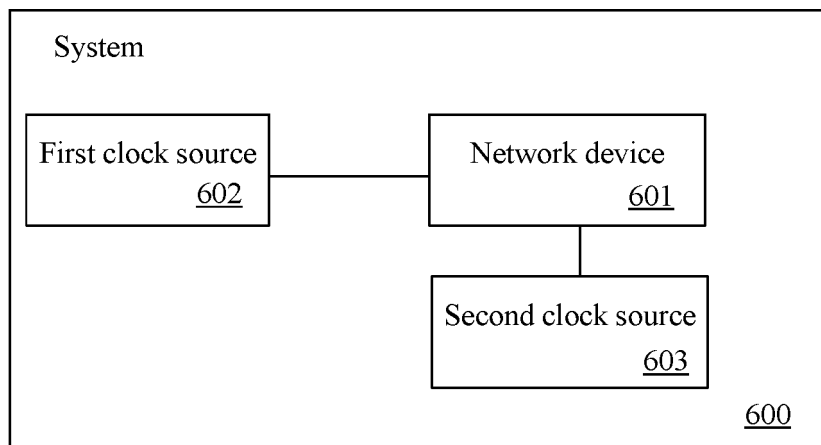 System
First clock source
602
Network device
601
Second clock source
603
600